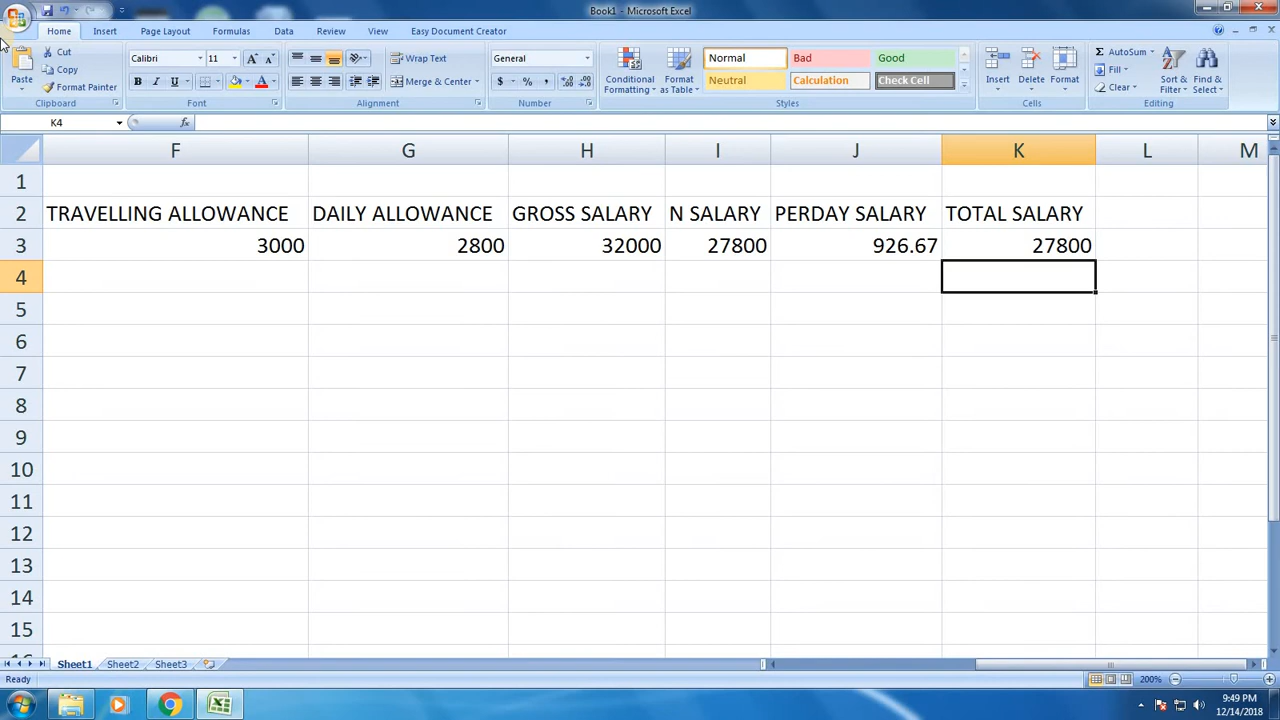 Book1 - Microsoft Excel
Home Insert Page Layout Formulas Data Review View Easy Document Creator
Paste Cut Copy Format Painter Clipboard
Calibri 11 B I U A Font
Wrap Text Merge & Center Alignment
General $ % , Number
Conditional Formatting Format as Table Normal Bad Good Neutral Calculation Check Cell Styles
Insert Delete Format Cells
AutoSum Fill Clear Sort & Filter Find & Select Editing
K4 fx
F G H I J K L M
1
2 TRAVELLING ALLOWANCE DAILY ALLOWANCE GROSS SALARY N SALARY PERDAY SALARY TOTAL SALARY
3 3000 2800 32000 27800 926.67 27800
4
5
6
7
8
9
10
11
12
13
14
15
Sheet1 Sheet2 Sheet3
Ready 200%
9:49 PM
12/14/2018